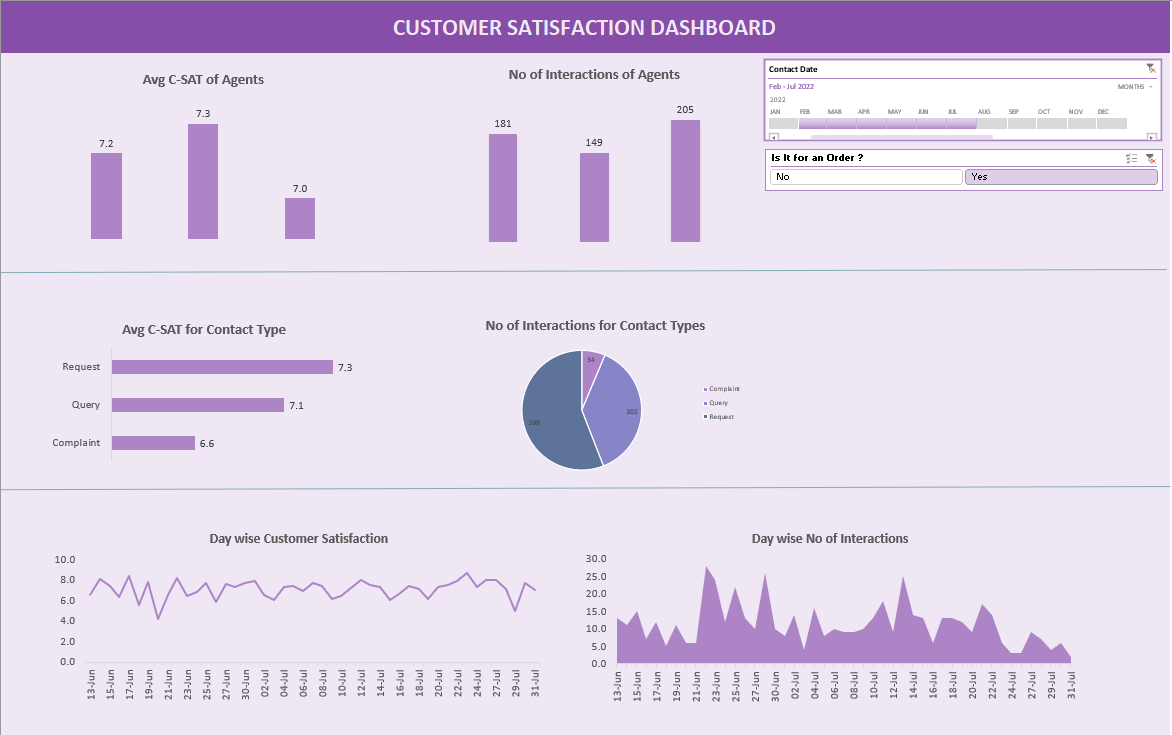 CUSTOMER SATISFACTION DASHBOARD
Avg C-SAT of Agents
7.2
7.3
7.0
No of Interactions of Agents
181
149
205
Contact Date
Feb - Jul 2022
MONTHS
2022
JAN FEB MAR APR MAY JUN JUL AUG SEP OCT NOV DEC
Is It for an Order ?
No
Yes
Avg C-SAT for Contact Type
Request 7.3
Query 7.1
Complaint 6.6
No of Interactions for Contact Types
34
202
299
Complaint
Query
Request
Day wise Customer Satisfaction
10.0
8.0
6.0
4.0
2.0
0.0
13-Jun 15-Jun 17-Jun 19-Jun 21-Jun 23-Jun 25-Jun 27-Jun 30-Jun 02-Jul 04-Jul 06-Jul 08-Jul 10-Jul 12-Jul 14-Jul 16-Jul 18-Jul 20-Jul 22-Jul 24-Jul 27-Jul 29-Jul 31-Jul
Day wise No of Interactions
30.0
25.0
20.0
15.0
10.0
5.0
0.0
13-Jun 15-Jun 17-Jun 19-Jun 21-Jun 23-Jun 25-Jun 27-Jun 30-Jun 02-Jul 04-Jul 06-Jul 08-Jul 10-Jul 12-Jul 14-Jul 16-Jul 18-Jul 20-Jul 22-Jul 24-Jul 27-Jul 29-Jul 31-Jul